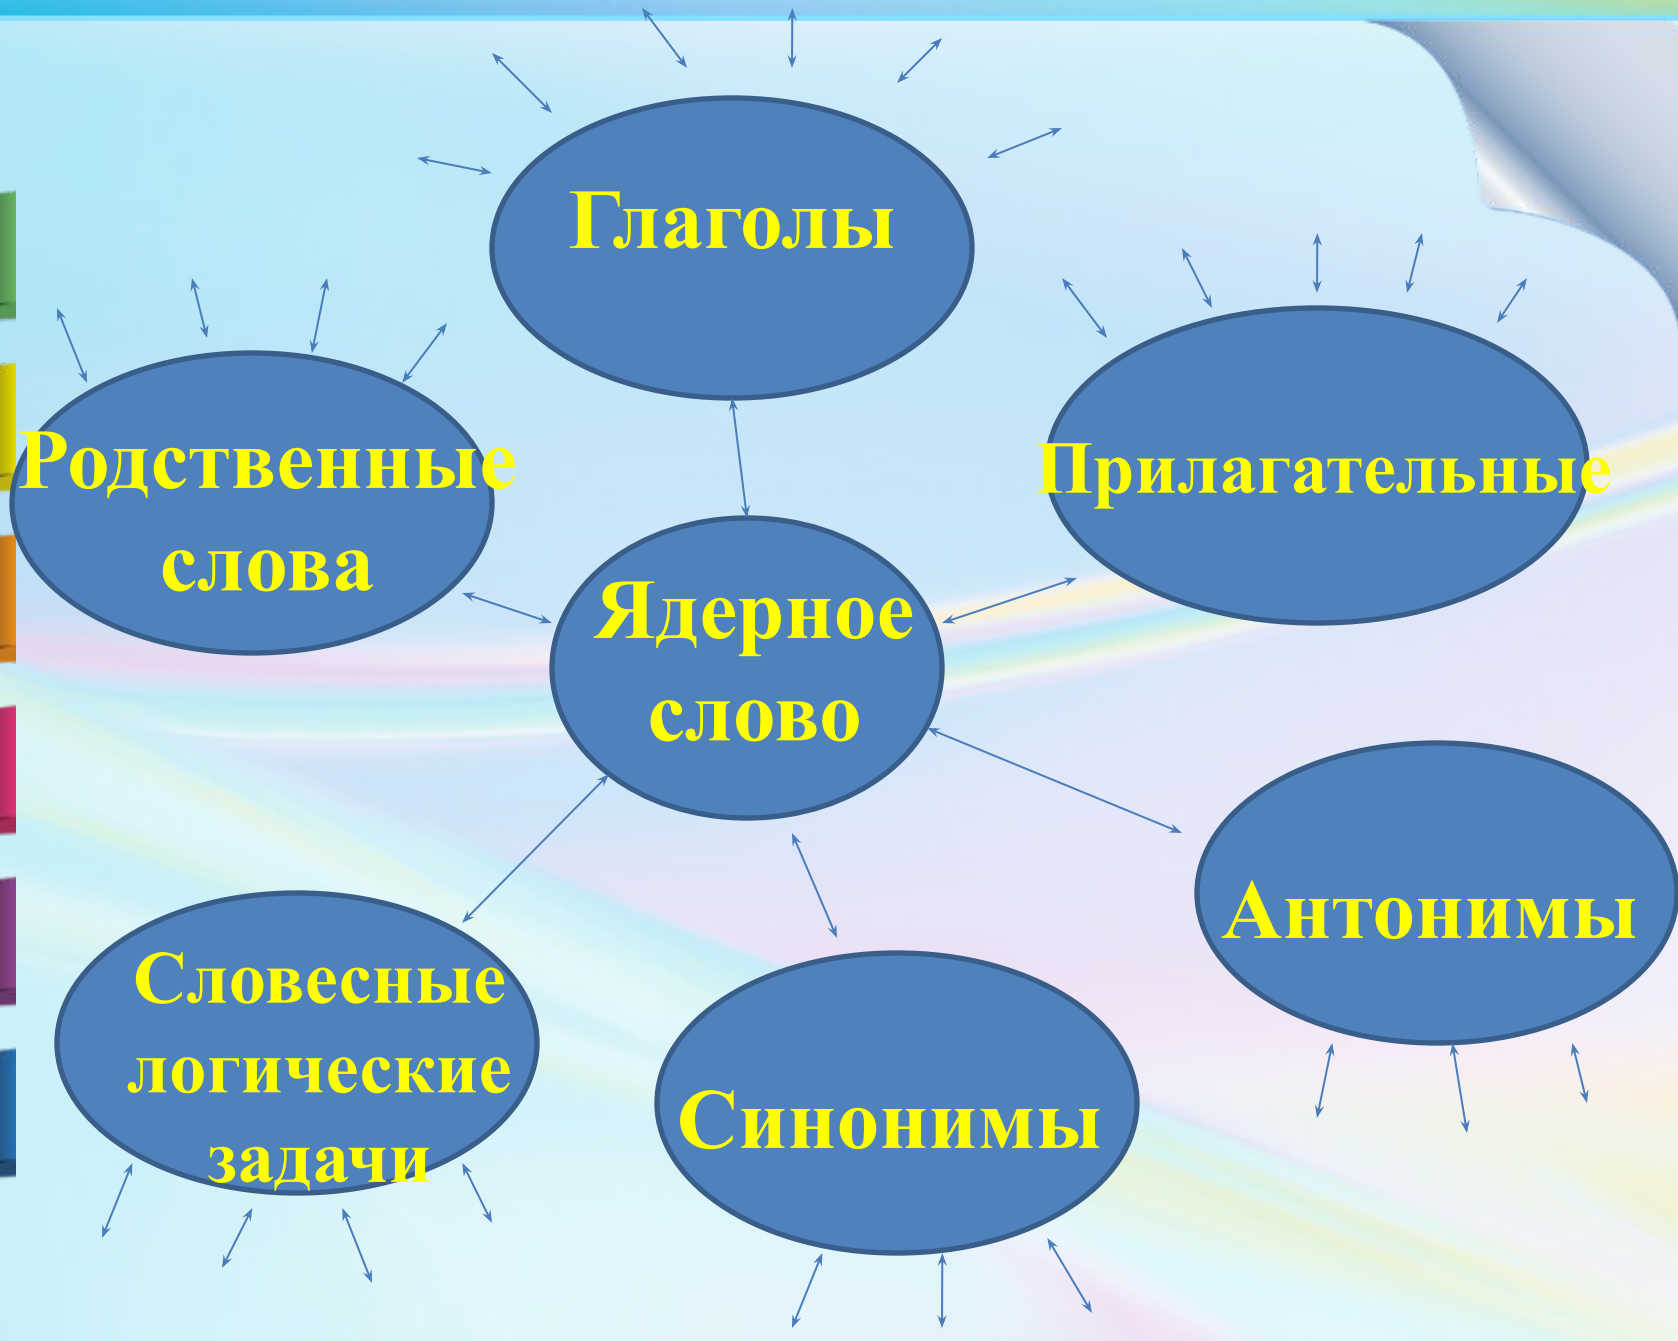 Глаголы
Родственные
слова
Прилагательные
Ядерное
слово
Антонимы
Словесные
логические
задачи
Синонимы